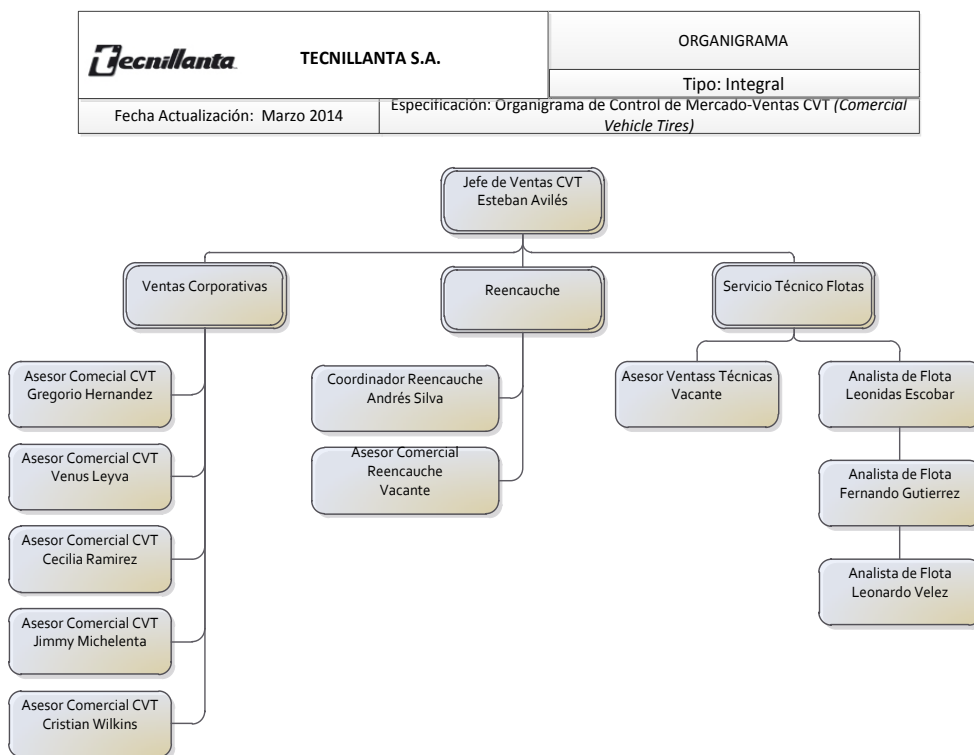 Tecnillanta
TECNILLANTA S.A.
ORGANIGRAMA
Tipo: Integral
Fecha Actualización: Marzo 2014
Especificación: Organigrama de Control de Mercado-Ventas CVT (Comercial
Vehicle Tires)
Jefe de Ventas CVT
Esteban Avilés
Ventas Corporativas
Reencauche
Servicio Técnico Flotas
Asesor Comecial CVT
Gregorio Hernandez
Asesor Comercial CVT
Venus Leyva
Asesor Comercial CVT
Cecilia Ramirez
Asesor Comercial CVT
Jimmy Michelenta
Asesor Comercial CVT
Cristian Wilkins
Coordinador Reencauche
Andrés Silva
Asesor Comercial
Reencauche
Vacante
Asesor Ventass Técnicas
Vacante
Analista de Flota
Leonidas Escobar
Analista de Flota
Fernando Gutierrez
Analista de Flota
Leonardo Velez